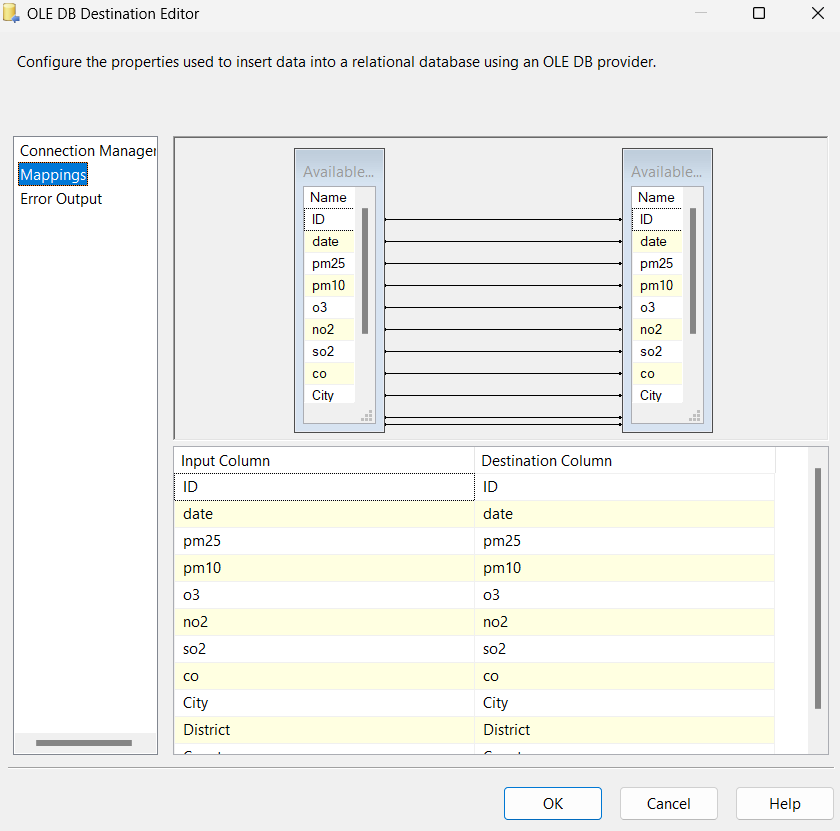 OLE DB Destination Editor
Configure the properties used to insert data into a relational database using an OLE DB provider.
Connection Manager
Mappings
Error Output
Available...
Name
ID
date
pm25
pm10
o3
no2
so2
co
City
Available...
Name
ID
date
pm25
pm10
o3
no2
so2
co
City
Input Column Destination Column
ID ID
date date
pm25 pm25
pm10 pm10
o3 o3
no2 no2
so2 so2
co co
City City
District District
OK Cancel Help